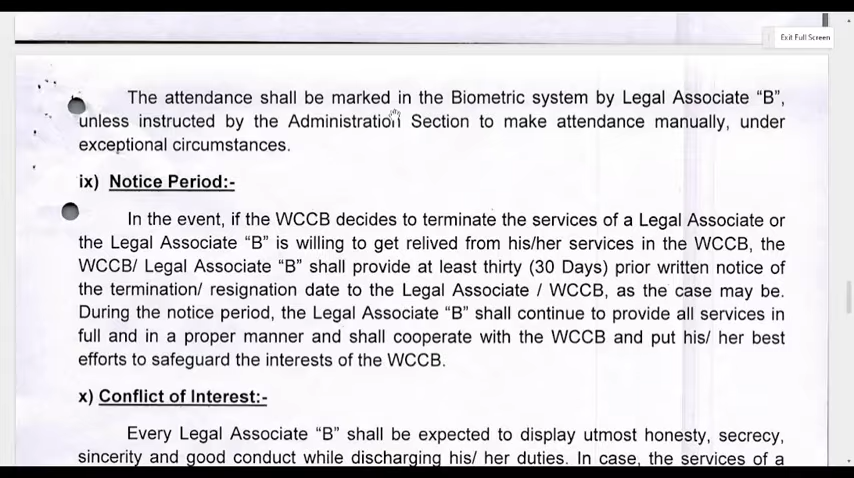 Exit Full Screen
The attendance shall be marked in the Biometric system by Legal Associate “B”,
unless instructed by the Administration Section to make attendance manually, under
exceptional circumstances.
ix) Notice Period:-
In the event, if the WCCB decides to terminate the services of a Legal Associate or
the Legal Associate “B” is willing to get relived from his/her services in the WCCB, the
WCCB/ Legal Associate “B” shall provide at least thirty (30 Days) prior written notice of
the termination/ resignation date to the Legal Associate / WCCB, as the case may be.
During the notice period, the Legal Associate “B” shall continue to provide all services in
full and in a proper manner and shall cooperate with the WCCB and put his/ her best
efforts to safeguard the interests of the WCCB.
x) Conflict of Interest:-
Every Legal Associate “B” shall be expected to display utmost honesty, secrecy,
sincerity and good conduct while discharging his/ her duties. In case, the services of a